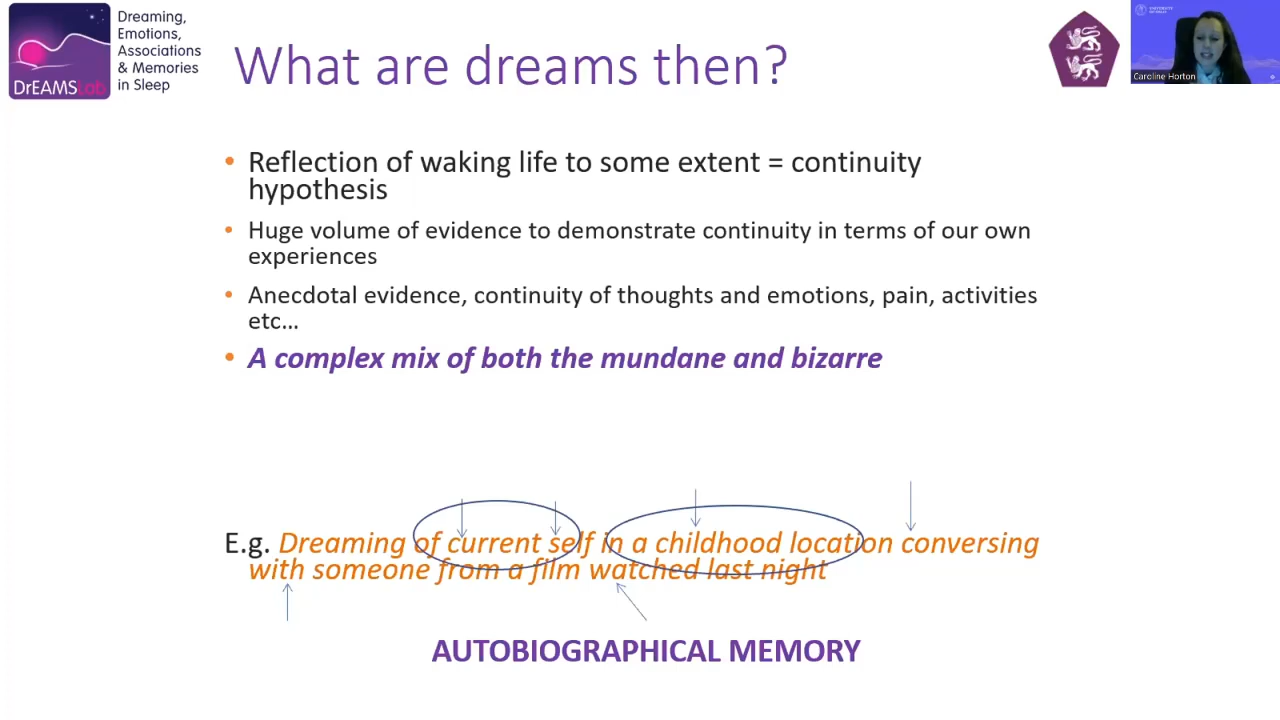 Dreaming,
Emotions,
Associations
& Memories
in Sleep
DrEAMSLab
What are dreams then?
UNIVERSITY
Caroline Horton
• Reflection of waking life to some extent = continuity
hypothesis
• Huge volume of evidence to demonstrate continuity in terms of our own
experiences
• Anecdotal evidence, continuity of thoughts and emotions, pain, activities
etc…
• A complex mix of both the mundane and bizarre
E.g. Dreaming of current self in a childhood location conversing
with someone from a film watched last night
AUTOBIOGRAPHICAL MEMORY